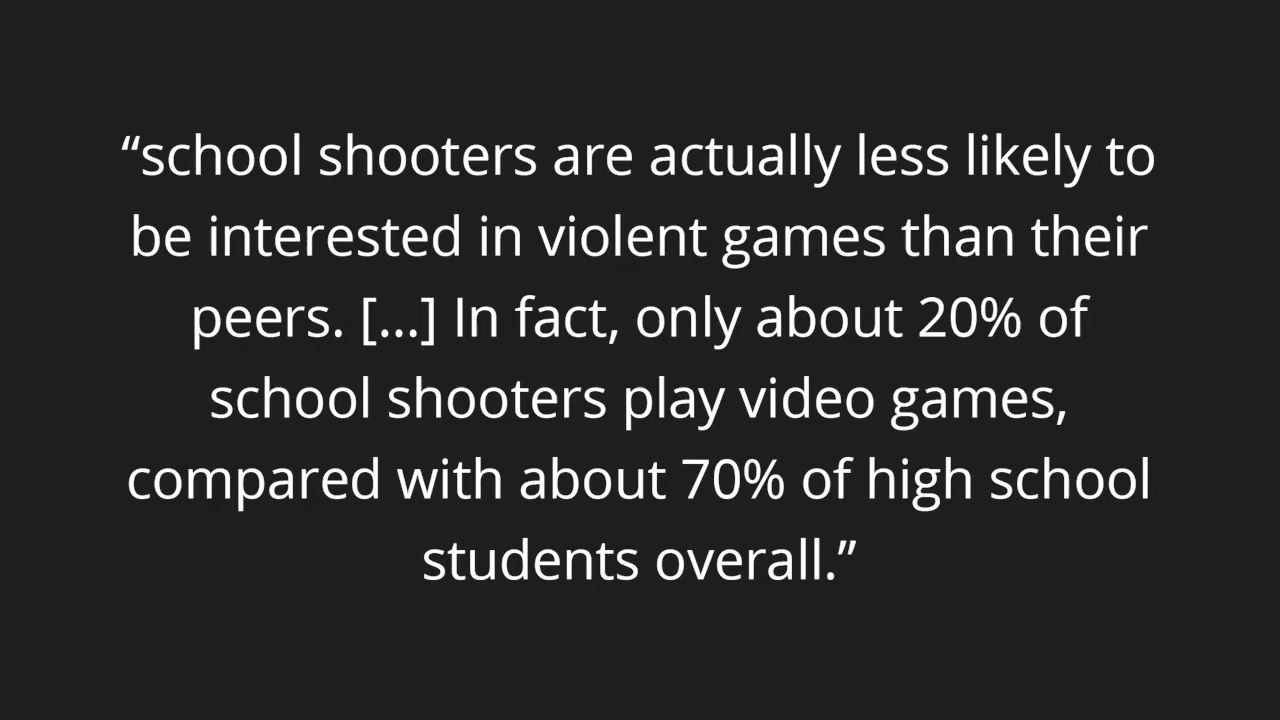 “school shooters are actually less likely to
be interested in violent games than their
peers. [...] In fact, only about 20% of
school shooters play video games,
compared with about 70% of high school
students overall.”